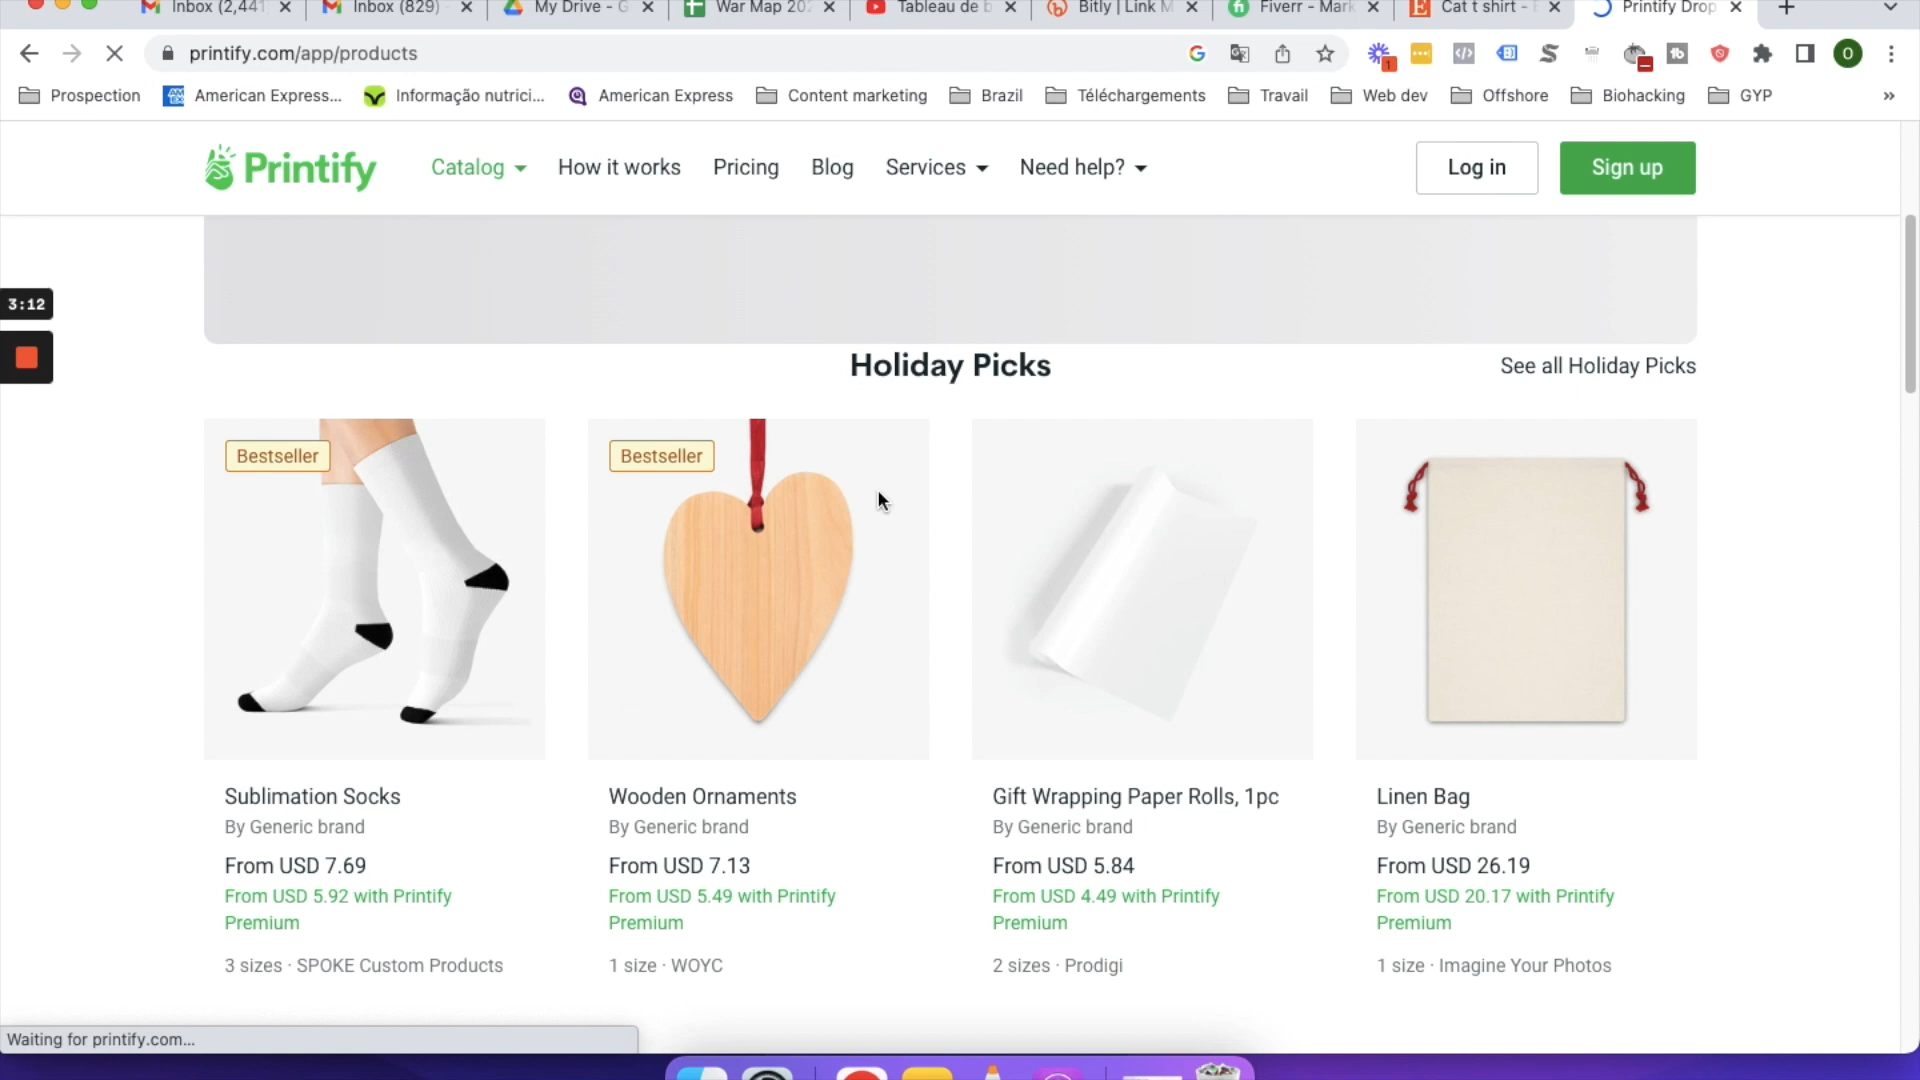 Inbox (2,441
Inbox (829)
My Drive - G
War Map 202
Tableau de b
Bitly | Link M
Fiverr - Mark
Cat t shirt -
Printify Drop
printify.com/app/products
1
O
Prospection
American Express...
Informação nutrici...
American Express
Content marketing
Brazil
Téléchargements
Travail
Web dev
Offshore
Biohacking
GYP
»
Printify
Catalog
How it works
Pricing
Blog
Services
Need help?
Log in
Sign up
3:12
Holiday Picks
See all Holiday Picks
Bestseller
Bestseller
Sublimation Socks
By Generic brand
From USD 7.69
From USD 5.92 with Printify
Premium
3 sizes · SPOKE Custom Products
Wooden Ornaments
By Generic brand
From USD 7.13
From USD 5.49 with Printify
Premium
1 size · WOYC
Gift Wrapping Paper Rolls, 1pc
By Generic brand
From USD 5.84
From USD 4.49 with Printify
Premium
2 sizes · Prodigi
Linen Bag
By Generic brand
From USD 26.19
From USD 20.17 with Printify
Premium
1 size · Imagine Your Photos
Waiting for printify.com...